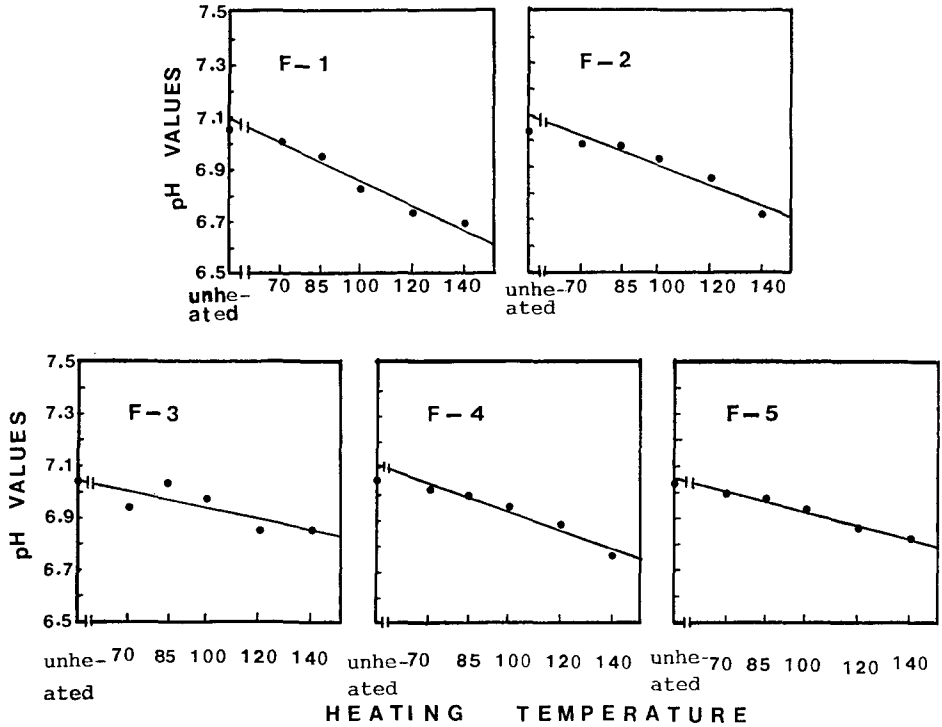 7.5
7.3
7.1
6.9
6.7
6.5
pH VALUES
F-1
unhe-
ated
70 85 100 120 140
F-2
unhe-
ated
70 85 100 120 140
7.5
7.3
7.1
6.9
6.7
6.5
pH VALUES
F-3
unhe-
ated
70 85 100 120 140
F-4
unhe-
ated
70 85 100 120 140
F-5
unhe-
ated
70 85 100 120 140
HEATING TEMPERATURE